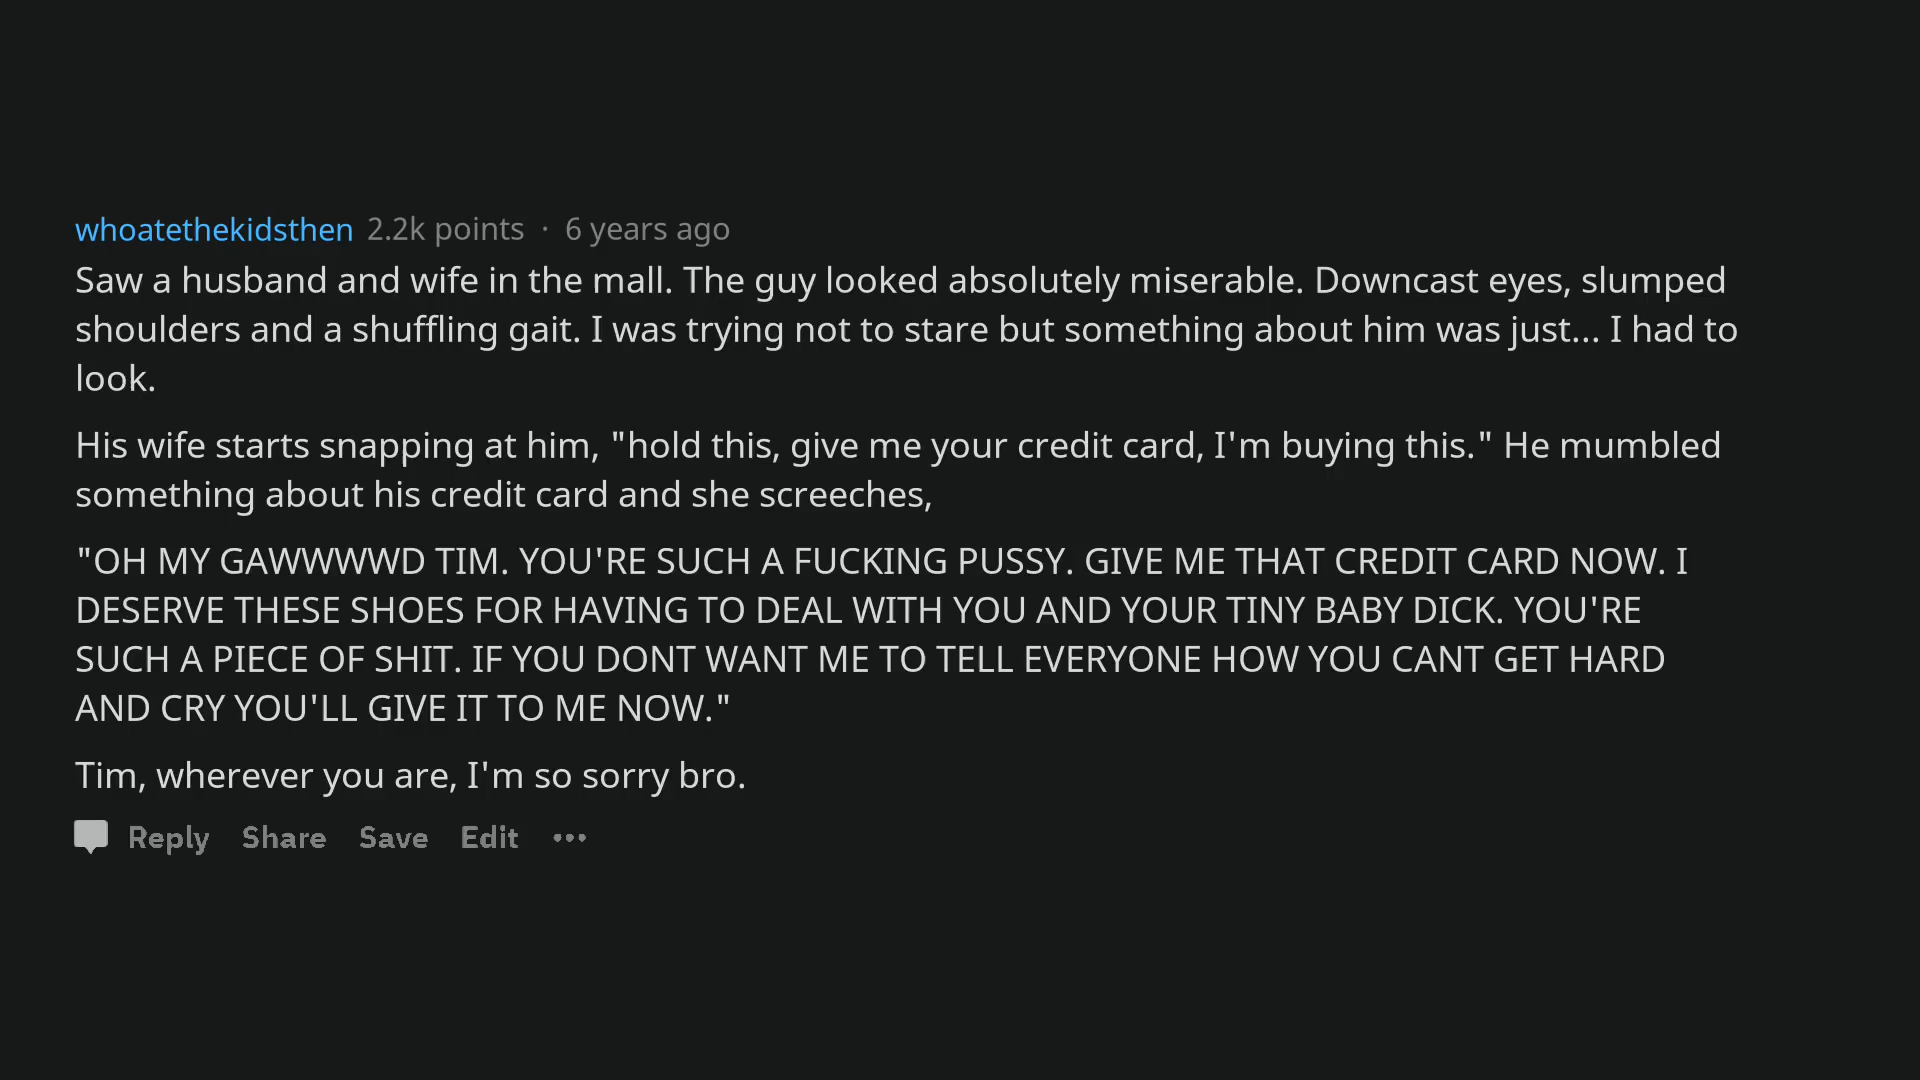 whoatethekidsthen 2.2k points · 6 years ago
Saw a husband and wife in the mall. The guy looked absolutely miserable. Downcast eyes, slumped
shoulders and a shuffling gait. I was trying not to stare but something about him was just... I had to
look.
His wife starts snapping at him, "hold this, give me your credit card, I'm buying this." He mumbled
something about his credit card and she screeches,
"OH MY GAWWWWD TIM. YOU'RE SUCH A FUCKING PUSSY. GIVE ME THAT CREDIT CARD NOW. I
DESERVE THESE SHOES FOR HAVING TO DEAL WITH YOU AND YOUR TINY BABY DICK. YOU'RE
SUCH A PIECE OF SHIT. IF YOU DONT WANT ME TO TELL EVERYONE HOW YOU CANT GET HARD
AND CRY YOU'LL GIVE IT TO ME NOW."
Tim, wherever you are, I'm so sorry bro.
Reply Share Save Edit •••